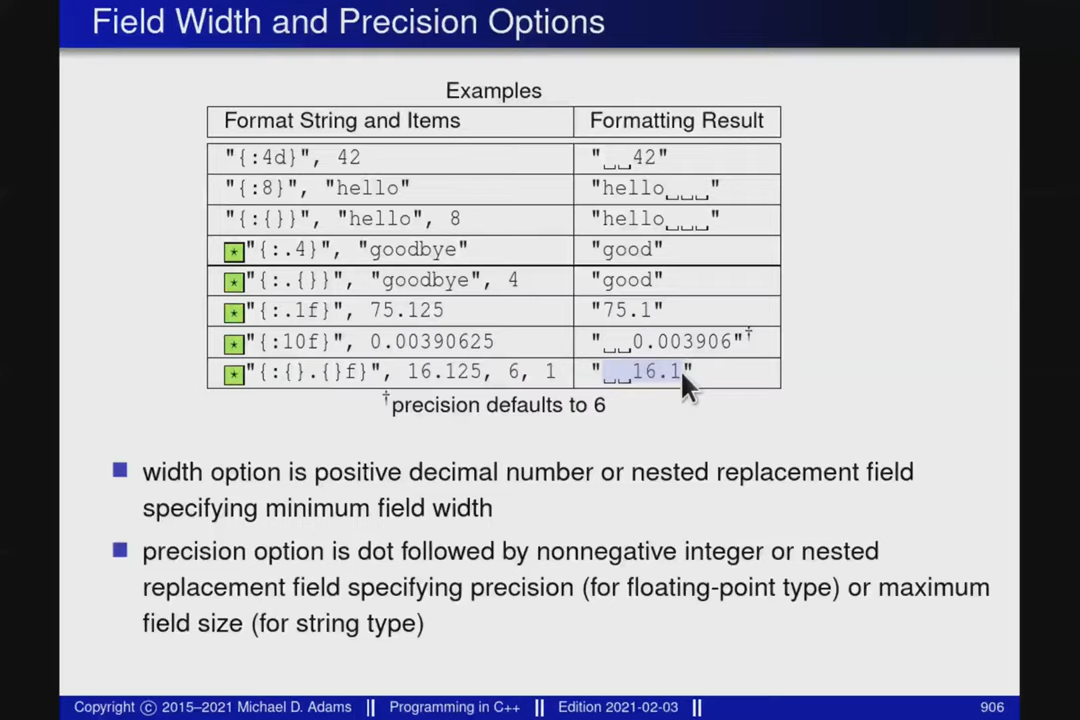 Field Width and Precision Options
Examples
Format String and Items Formatting Result
"{:4d}", 42 "␣␣42"
"{:8}", "hello" "hello␣␣␣"
"{:{}}", "hello", 8 "hello␣␣␣"
"{:.4}", "goodbye" "good"
"{:.{}}", "goodbye", 4 "good"
"{:.1f}", 75.125 "75.1"
"{:10f}", 0.00390625 "␣␣0.003906"†
"{:{}.{}f}", 16.125, 6, 1 "␣␣16.1"
†precision defaults to 6
width option is positive decimal number or nested replacement field
specifying minimum field width
precision option is dot followed by nonnegative integer or nested
replacement field specifying precision (for floating-point type) or maximum
field size (for string type)
Copyright © 2015–2021 Michael D. Adams Programming in C++ Edition 2021-02-03 906